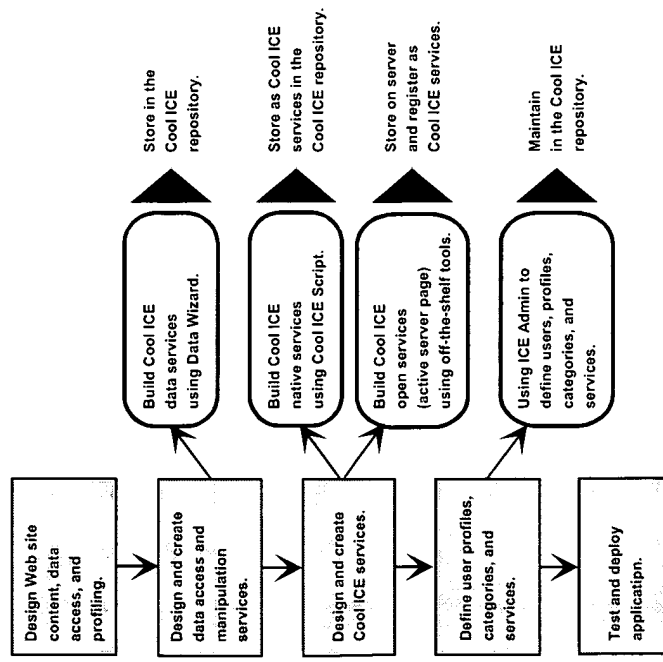 Design Web site
content, data
access, and
profiling.
Design and create
data access and
manipulation
services.
Build Cool ICE
data services
using Data Wizard.
Store in the
Cool ICE
repository.
Design and create
Cool ICE services.
Build Cool ICE
native services
using Cool ICE Script.
Store as Cool ICE
services in the
Cool ICE repository.
Build Cool ICE
open services
(active server page)
using off-the-shelf tools.
Store on server
and register as
Cool ICE services.
Define user profiles,
categories, and
services.
Using ICE Admin to
define users, profiles,
categories, and
services.
Maintain
in the Cool ICE
repository.
Test and deploy
application.